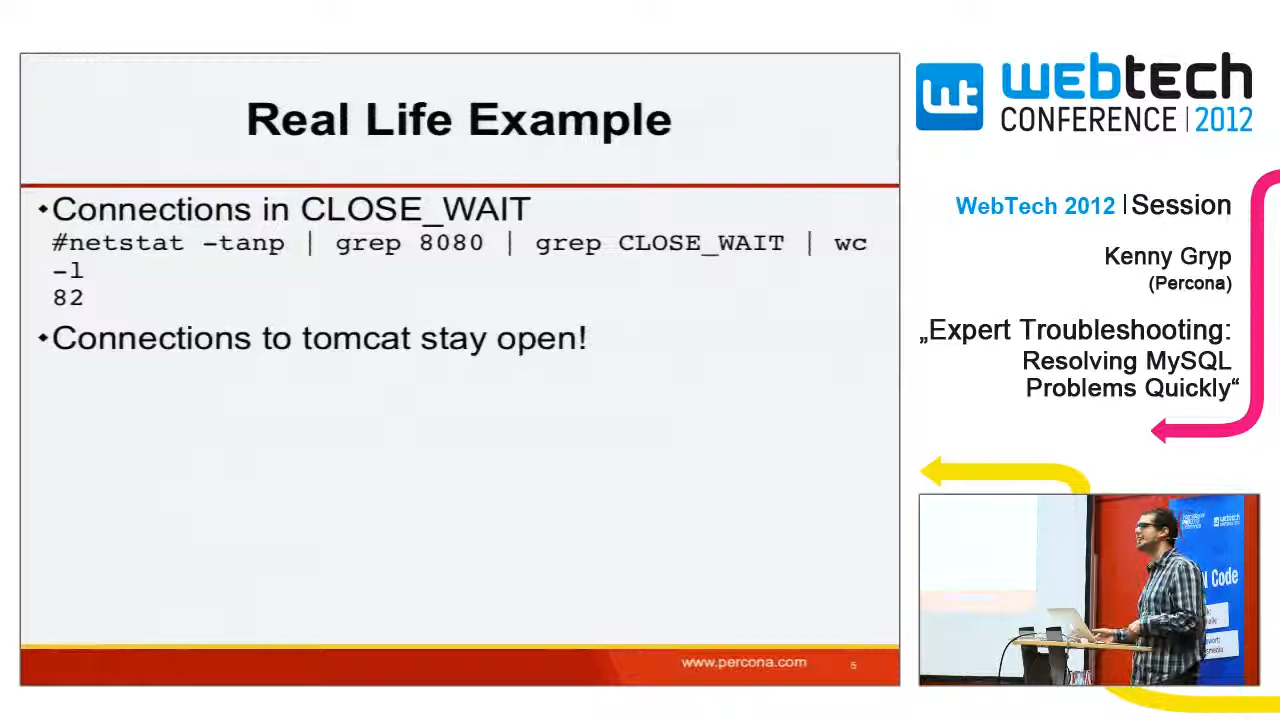 Real Life Example
•Connections in CLOSE_WAIT
#netstat -tanp | grep 8080 | grep CLOSE_WAIT | wc
-l
82
•Connections to tomcat stay open!
www.percona.com 5
wt webtech
CONFERENCE | 2012
WebTech 2012 | Session
Kenny Gryp
(Percona)
„Expert Troubleshooting:
Resolving MySQL
Problems Quickly“
webtech
Code